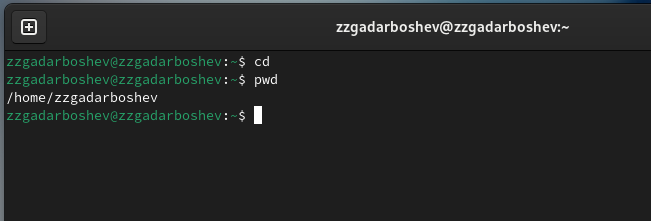 zzgadarboshev@zzgadarboshev:~
zzgadarboshev@zzgadarboshev:~$ cd
zzgadarboshev@zzgadarboshev:~$ pwd
/home/zzgadarboshev
zzgadarboshev@zzgadarboshev:~$